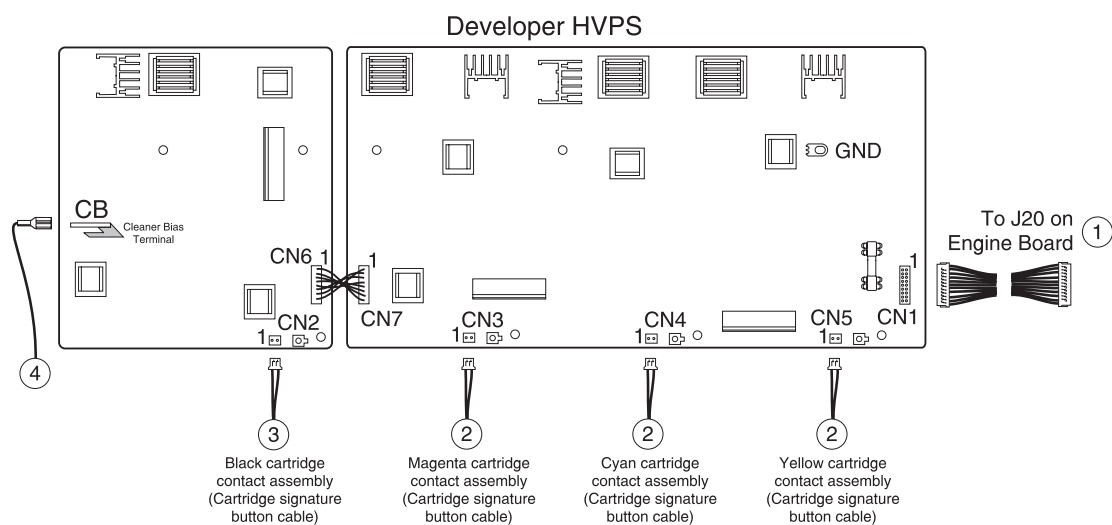 Developer HVPS
GND
CB
Cleaner Bias
Terminal
To J20 on
Engine Board
1
CN6 1
1
CN7
CN1
1
CN2
1
CN3
1
CN4
1
CN5
1
4
3
Black cartridge
contact assembly
(Cartridge signature
button cable)
2
Magenta cartridge
contact assembly
(Cartridge signature
button cable)
2
Cyan cartridge
contact assembly
(Cartridge signature
button cable)
2
Yellow cartridge
contact assembly
(Cartridge signature
button cable)